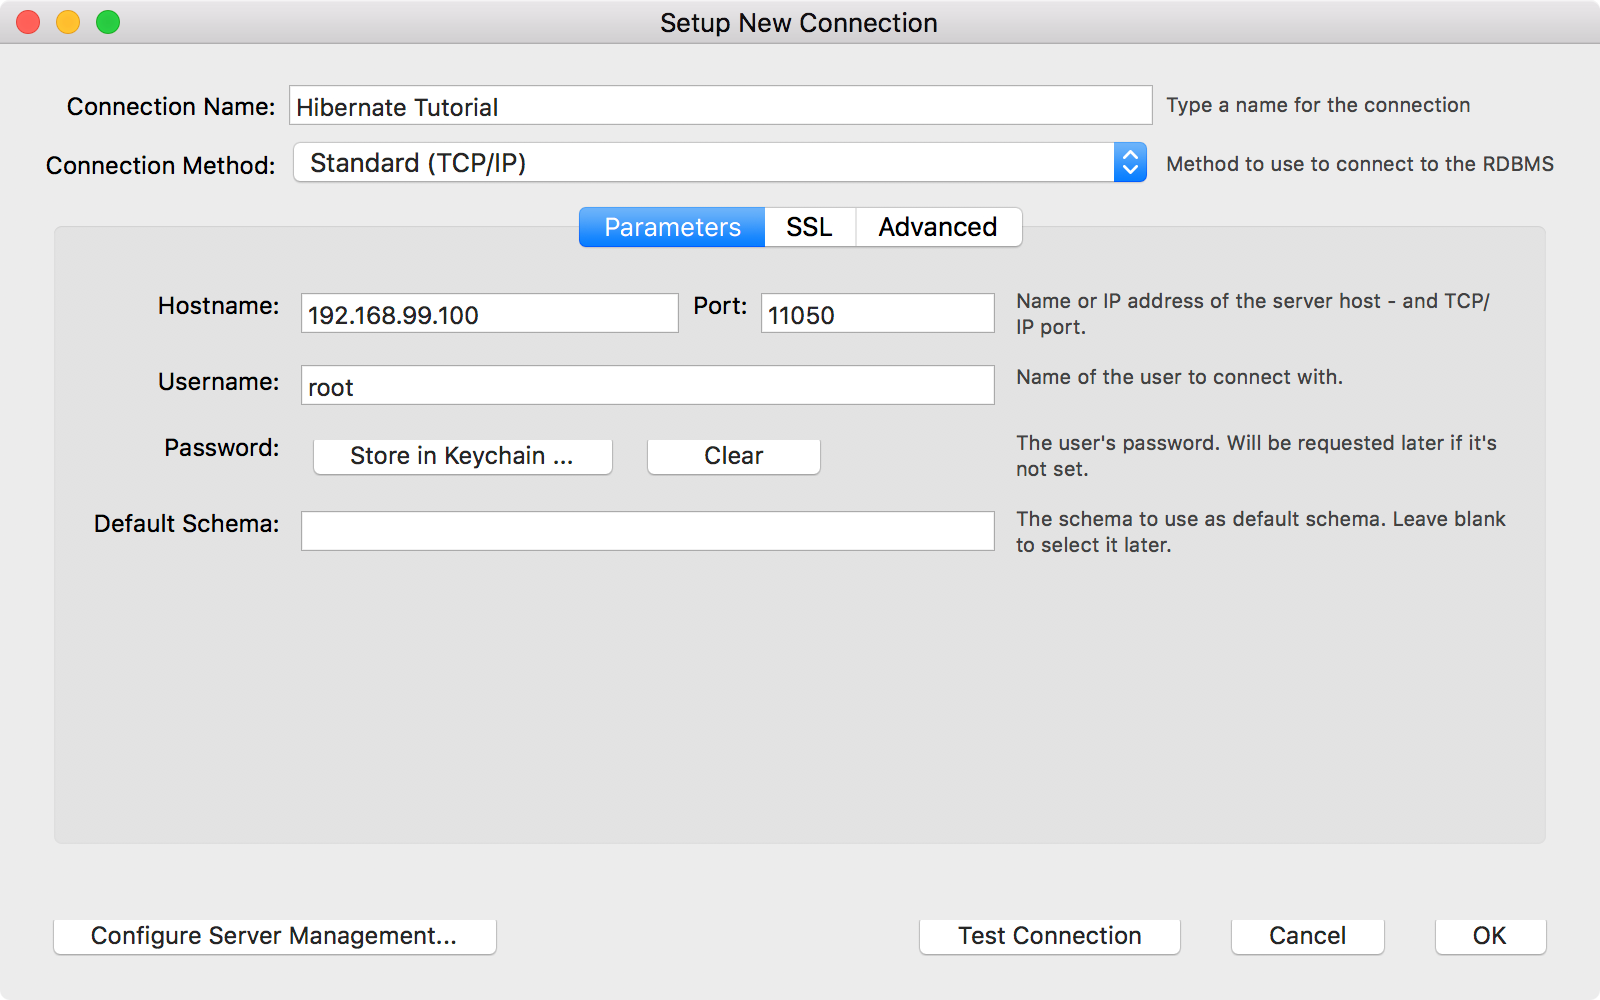 Setup New Connection
Connection Name: Hibernate Tutorial Type a name for the connection
Connection Method: Standard (TCP/IP) Method to use to connect to the RDBMS
Parameters SSL Advanced
Hostname: 192.168.99.100 Port: 11050 Name or IP address of the server host - and TCP/
IP port.
Username: root Name of the user to connect with.
Password: Store in Keychain ... Clear The user's password. Will be requested later if it's
not set.
Default Schema: The schema to use as default schema. Leave blank
to select it later.
Configure Server Management... Test Connection Cancel OK